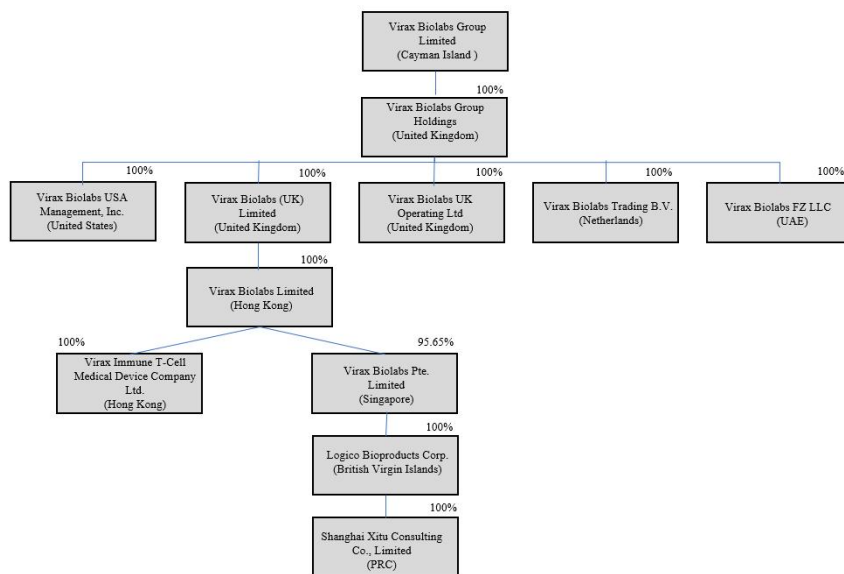 Virax Biolabs Group
Limited
(Cayman Island )
100%
Virax Biolabs Group
Holdings
(United Kingdom)
100%
Virax Biolabs USA
Management, Inc.
(United States)
100%
Virax Biolabs (UK)
Limited
(United Kingdom)
100%
Virax Biolabs UK
Operating Ltd
(United Kingdom)
100%
Virax Biolabs Trading B.V.
(Netherlands)
100%
Virax Biolabs FZ LLC
(UAE)
100%
Virax Biolabs Limited
(Hong Kong)
100%
Virax Immune T-Cell
Medical Device Company
Ltd.
(Hong Kong)
95.65%
Virax Biolabs Pte.
Limited
(Singapore)
100%
Logico Bioproducts Corp.
(British Virgin Islands)
100%
Shanghai Xitu Consulting
Co., Limited
(PRC)